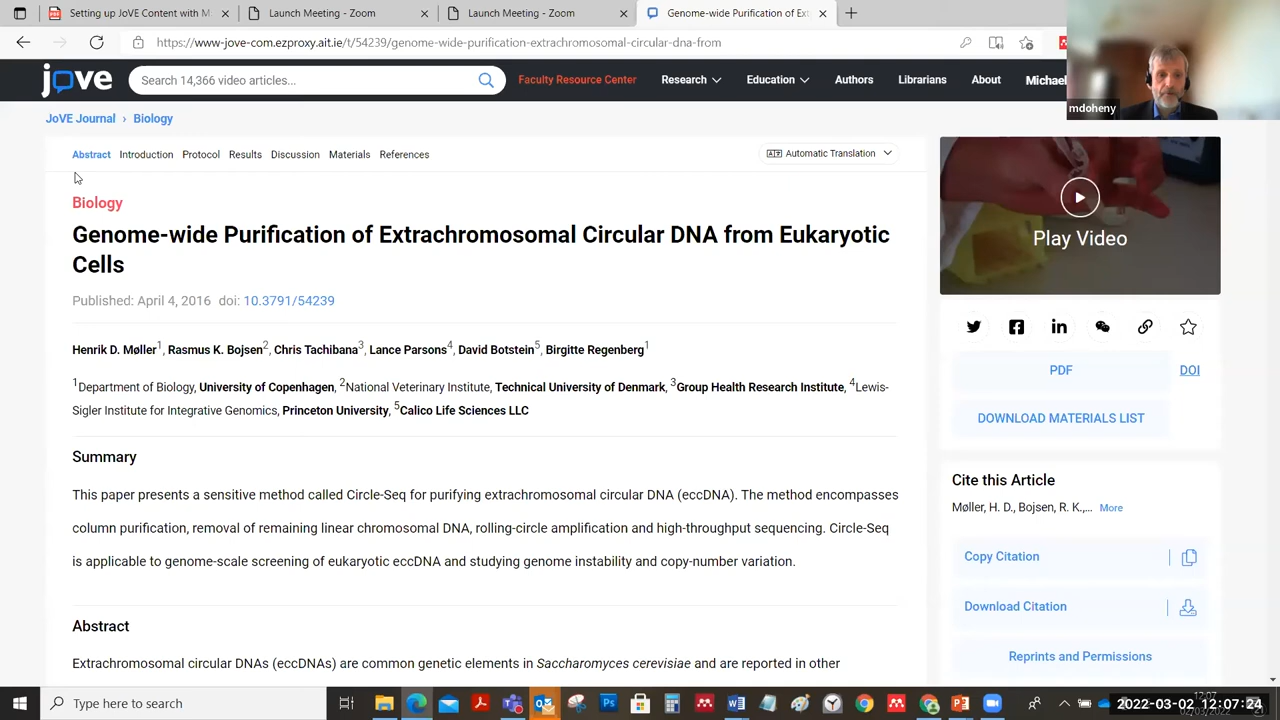 Setting up JoVE Content with M
Launch Meeting - Zoom
Launch Meeting - Zoom
Genome-wide Purification of Ex
https://www-jove-com.ezproxy.ait.ie/t/54239/genome-wide-purification-extrachromosomal-circular-dna-from
jove
Search 14,366 video articles...
Faculty Resource Center
Research
Education
Authors
Librarians
About
Michael
mdoheny
JoVE Journal › Biology
Abstract Introduction Protocol Results Discussion Materials References
Automatic Translation
Biology
Genome-wide Purification of Extrachromosomal Circular DNA from Eukaryotic
Cells
Published: April 4, 2016 doi: 10.3791/54239
Henrik D. Møller1, Rasmus K. Bojsen2, Chris Tachibana3, Lance Parsons4, David Botstein5, Birgitte Regenberg1
1Department of Biology, University of Copenhagen, 2National Veterinary Institute, Technical University of Denmark, 3Group Health Research Institute, 4Lewis-
Sigler Institute for Integrative Genomics, Princeton University, 5Calico Life Sciences LLC
Summary
This paper presents a sensitive method called Circle-Seq for purifying extrachromosomal circular DNA (eccDNA). The method encompasses
column purification, removal of remaining linear chromosomal DNA, rolling-circle amplification and high-throughput sequencing. Circle-Seq
is applicable to genome-scale screening of eukaryotic eccDNA and studying genome instability and copy-number variation.
Abstract
Extrachromosomal circular DNAs (eccDNAs) are common genetic elements in Saccharomyces cerevisiae and are reported in other
Play Video
PDF
DOI
DOWNLOAD MATERIALS LIST
Cite this Article
Møller, H. D., Bojsen, R. K.,... More
Copy Citation
Download Citation
Reprints and Permissions
Type here to search
12:07
02/03/2022
2022-03-02 12:07:24